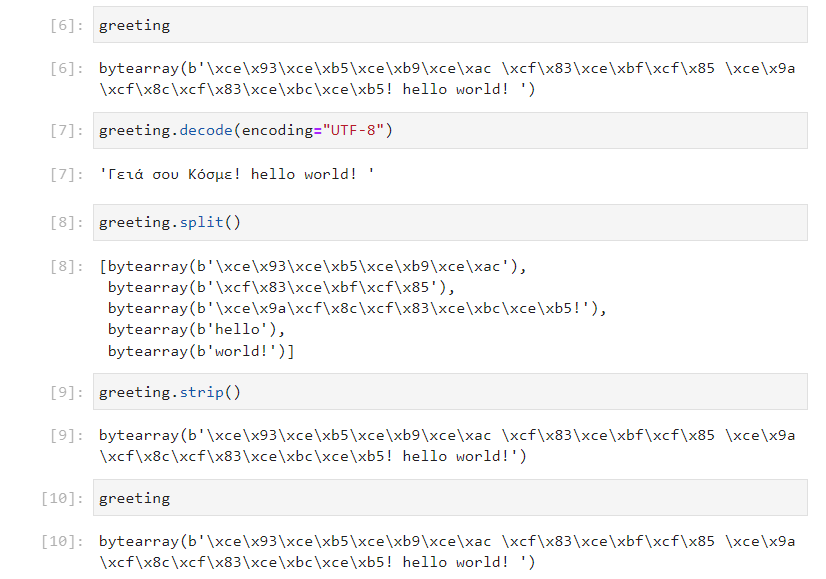 [6]: greeting
[6]: bytearray(b'\xce\x93\xce\xb5\xce\xb9\xce\xac \xcf\x83\xce\xbf\xcf\x85 \xce\x9a
\xcf\x8c\xcf\x83\xce\xbc\xce\xb5! hello world! ')
[7]: greeting.decode(encoding="UTF-8")
[7]: 'Γειά σου Κόσμε! hello world! '
[8]: greeting.split()
[8]: [bytearray(b'\xce\x93\xce\xb5\xce\xb9\xce\xac'),
bytearray(b'\xcf\x83\xce\xbf\xcf\x85'),
bytearray(b'\xce\x9a\xcf\x8c\xcf\x83\xce\xbc\xce\xb5!'),
bytearray(b'hello'),
bytearray(b'world!')]
[9]: greeting.strip()
[9]: bytearray(b'\xce\x93\xce\xb5\xce\xb9\xce\xac \xcf\x83\xce\xbf\xcf\x85 \xce\x9a
\xcf\x8c\xcf\x83\xce\xbc\xce\xb5! hello world!')
[10]: greeting
[10]: bytearray(b'\xce\x93\xce\xb5\xce\xb9\xce\xac \xcf\x83\xce\xbf\xcf\x85 \xce\x9a
\xcf\x8c\xcf\x83\xce\xbc\xce\xb5! hello world! ')